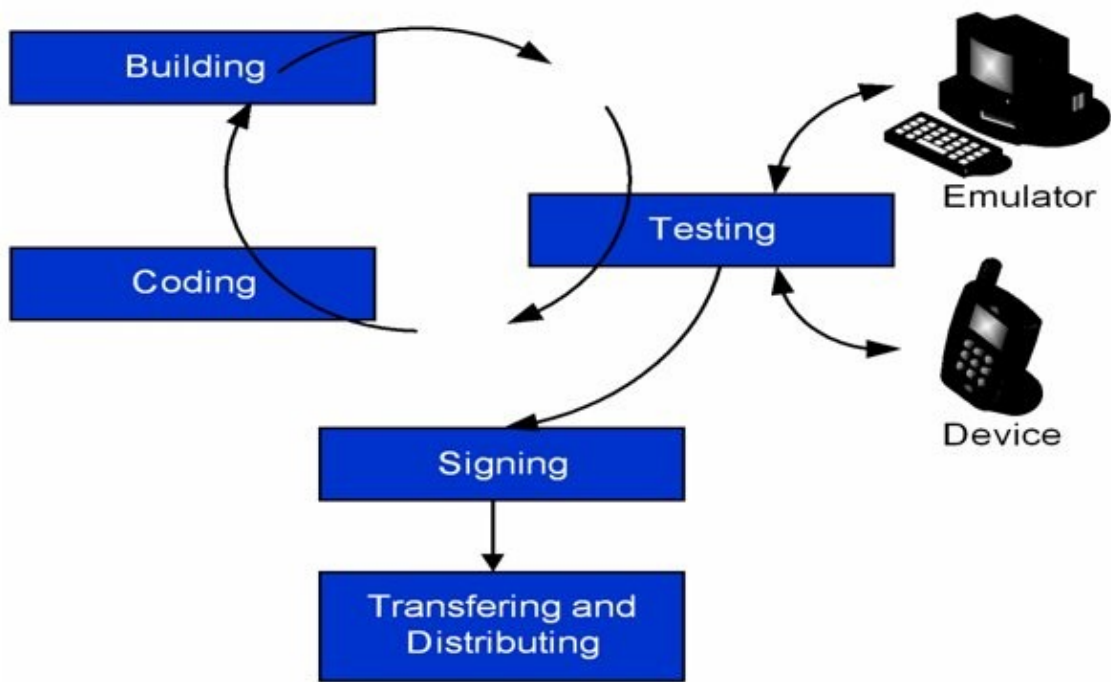 Building
Emulator
Testing
Coding
Device
Signing
Transfering and
Distributing